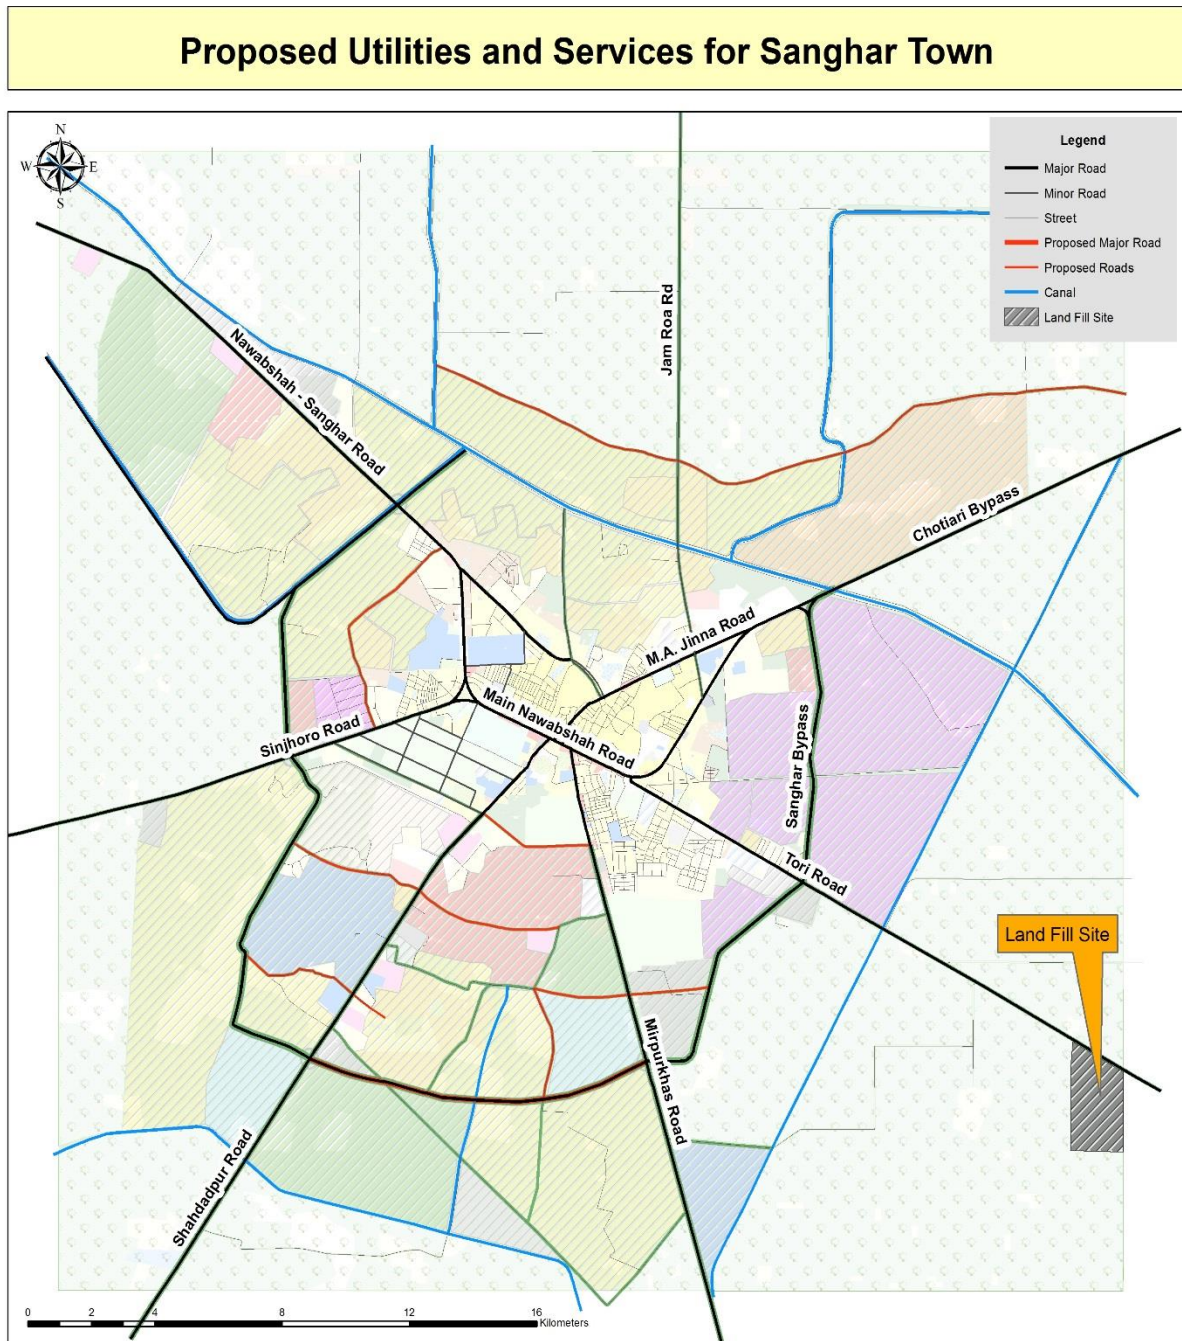 Proposed Utilities and Services for Sanghar Town
N
W
E
S
Legend
Major Road
Minor Road
Street
Proposed Major Road
Proposed Roads
Canal
Land Fill Site
Jam Roa Rd
Nawabshah - Sanghar Road
Chotiari Bypass
M.A. Jinna Road
Main Nawabshah Road
Sinjhoro Road
Sanghar Bypass
Tori Road
Land Fill Site
Mirpurkhas Road
Shahdadpur Road
0 2 4 8 12 16
Kilometers